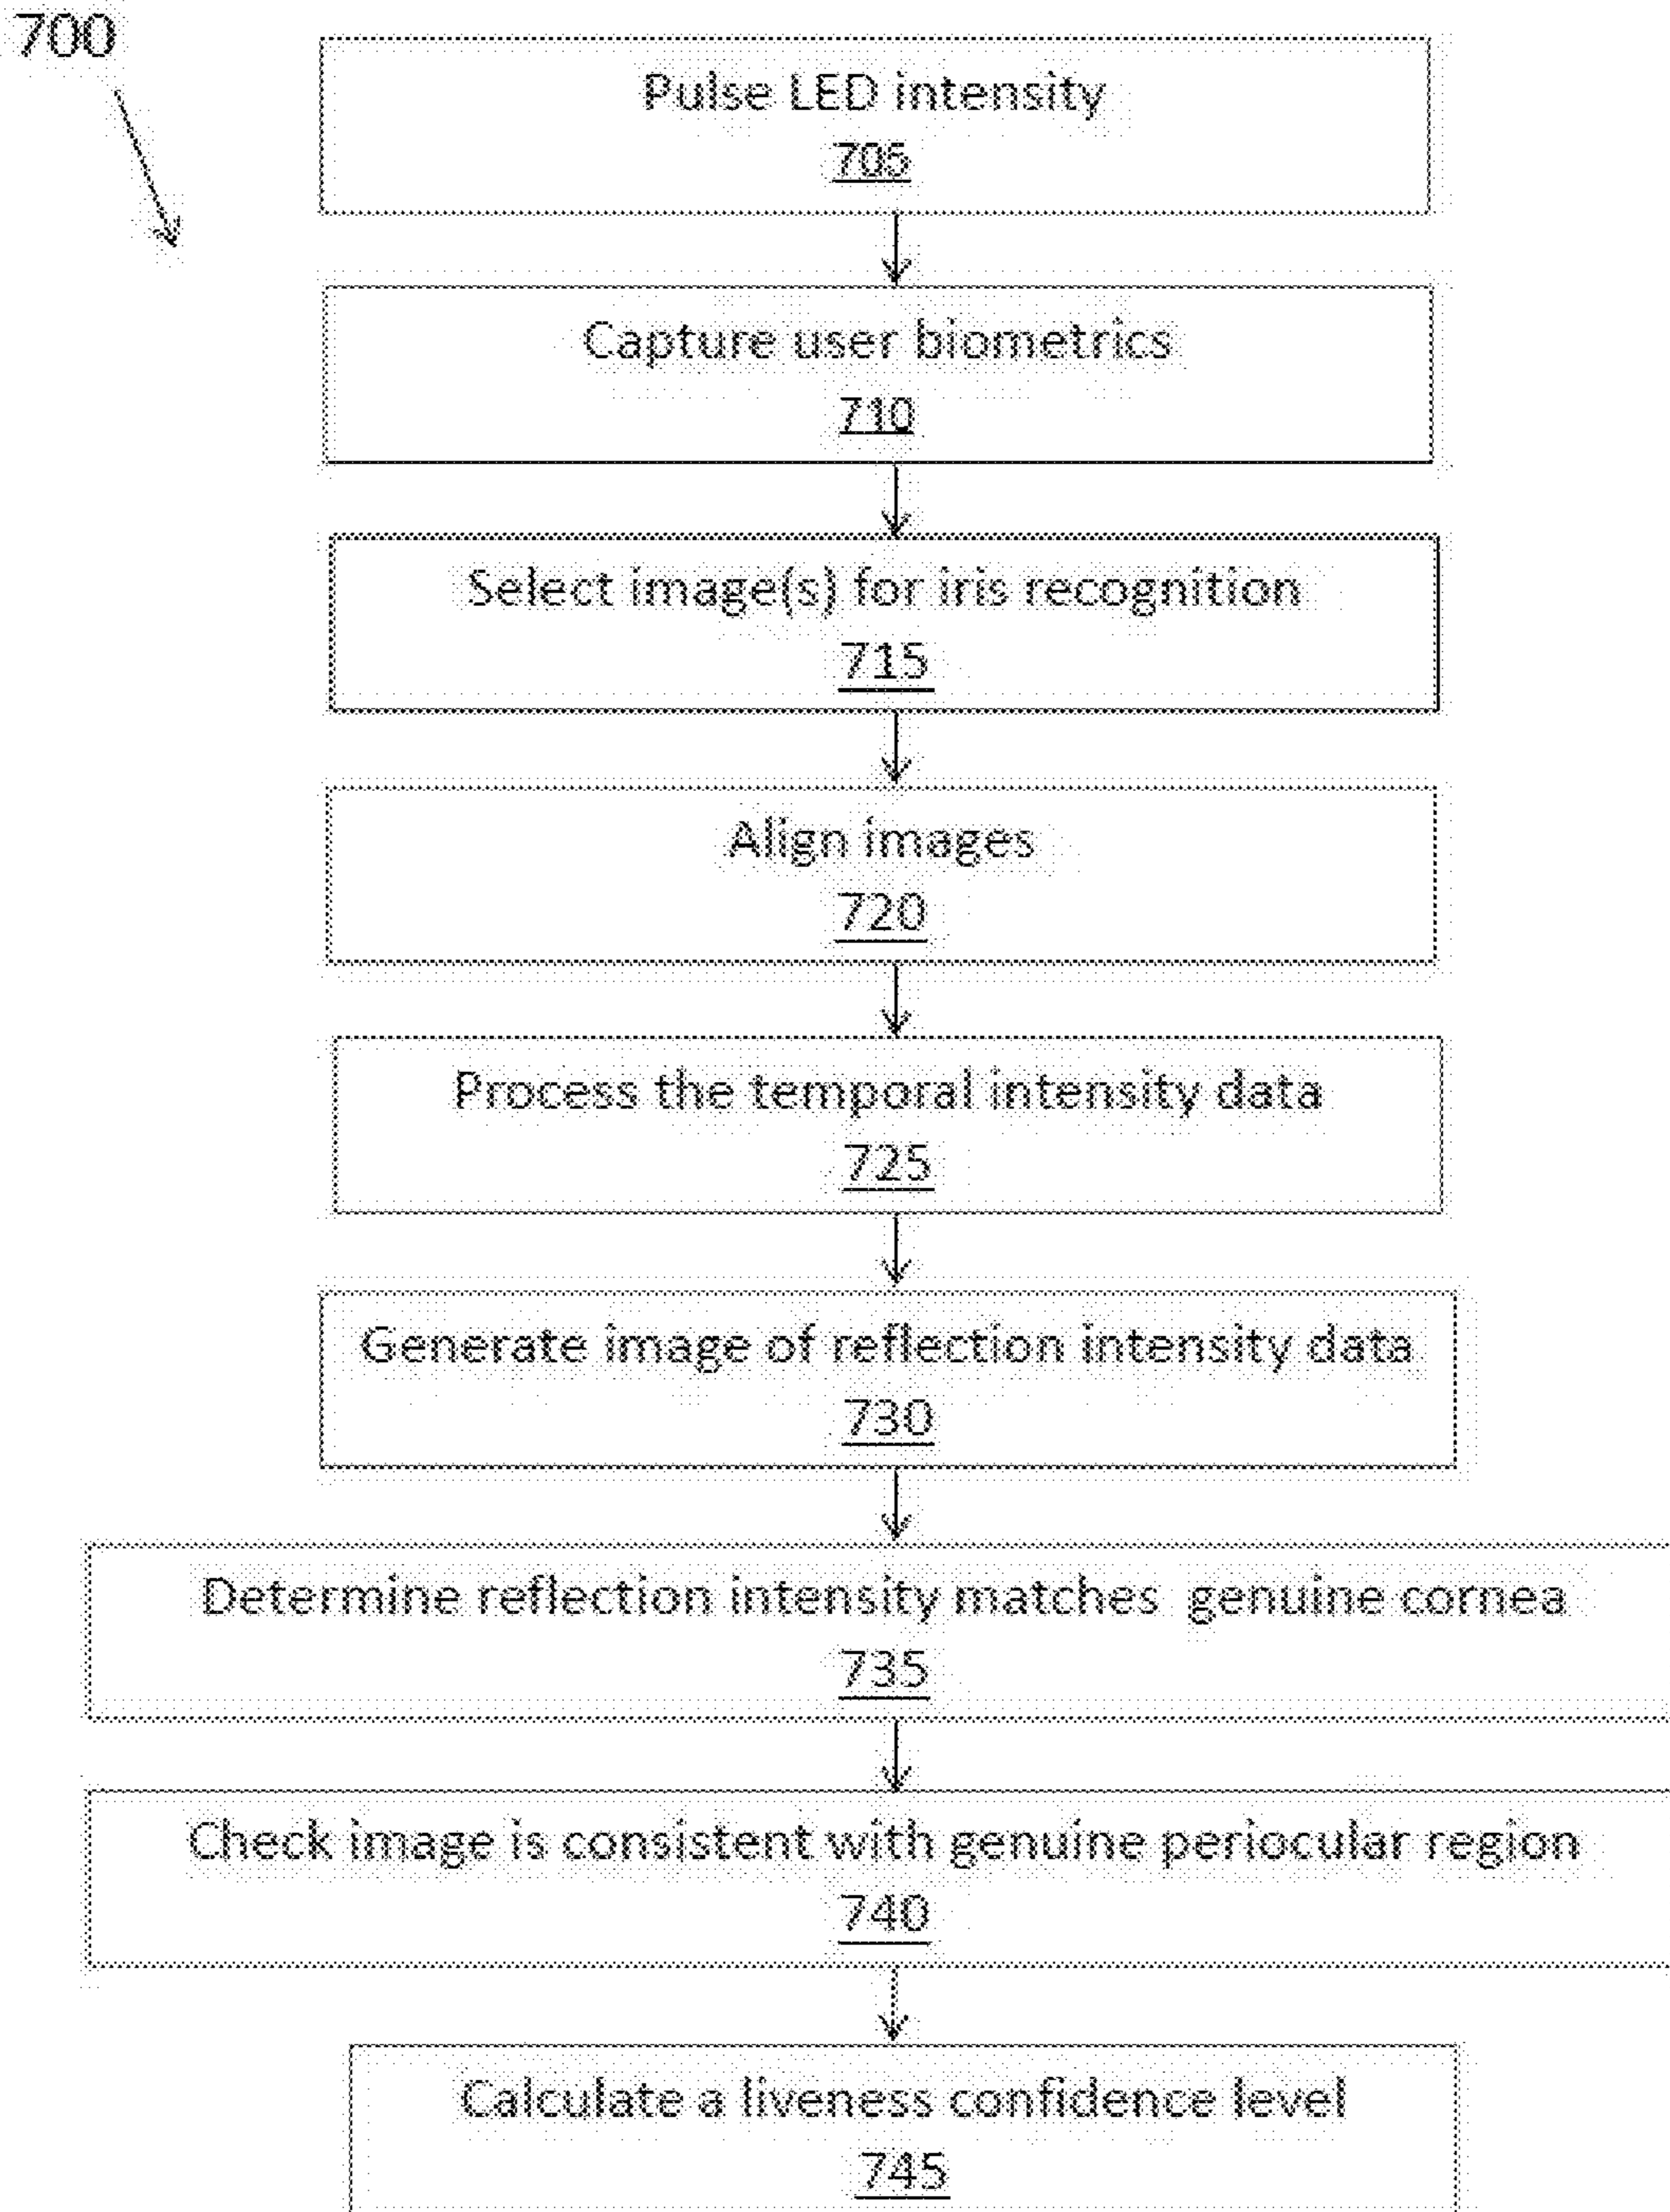 700
Pulse LED intensity
705
Capture user biometrics
710
Select image(s) for iris recognition
715
Align images
720
Process the temporal intensity data
725
Generate image of reflection intensity data
730
Determine reflection intensity matches genuine cornea
735
Check image is consistent with genuine periocular region
740
Calculate a liveness confidence level
745